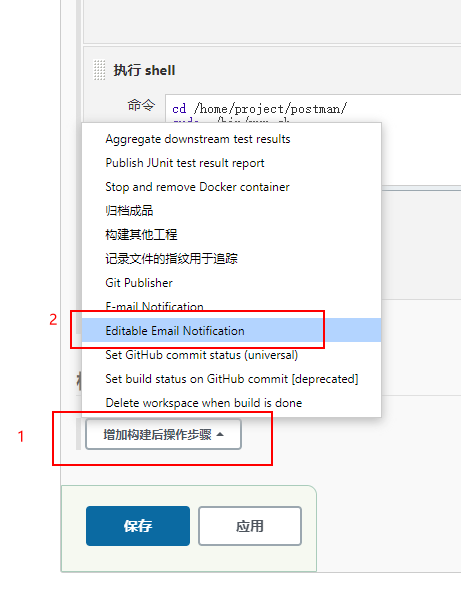 执行 shell
命令
cd /home/project/postman/
Aggregate downstream test results
Publish JUnit test result report
Stop and remove Docker container
归档成品
构建其他工程
记录文件的指纹用于追踪
Git Publisher
E-mail Notification
2
Editable Email Notification
Set GitHub commit status (universal)
Set build status on GitHub commit [deprecated]
Delete workspace when build is done
1
增加构建后操作步骤
保存
应用